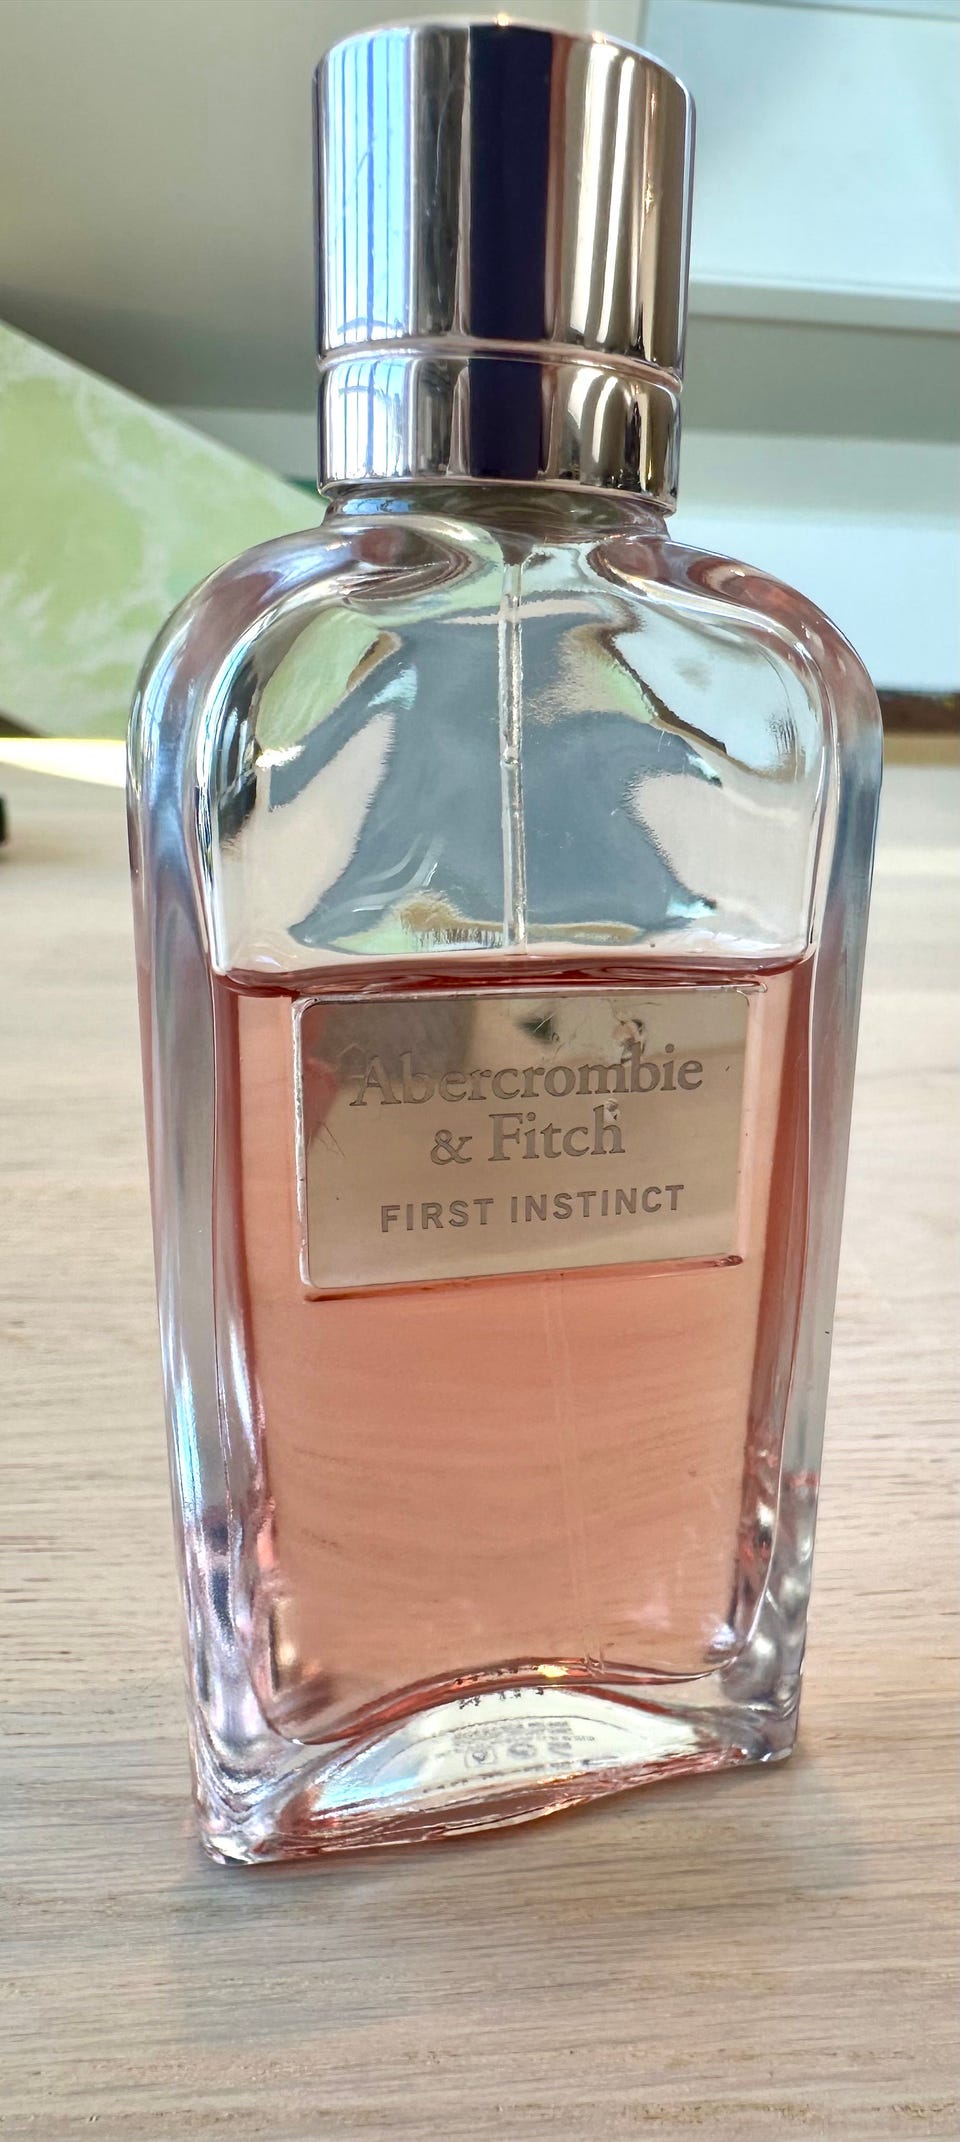 Abercrombie
& Fitch
FIRST INSTINCT